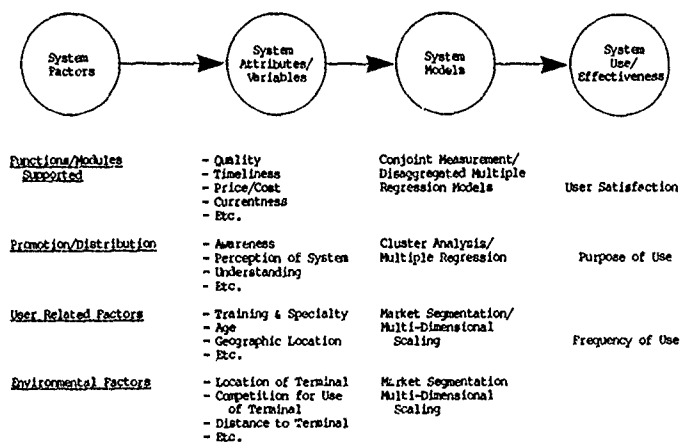 System
Factors
System
Attributes/
Variables
System
Models
System
Use/
Effectiveness
Functions/Modules
Supported
- Quality
- Timeliness
- Price/Cost
- Currentness
- Etc.
Conjoint Measurement/
Disaggregated Multiple
Regression Models
User Satisfaction
Promotion/Distribution
- Awareness
- Perception of System
- Understanding
- Etc.
Cluster Analysis/
Multiple Regression
Purpose of Use
User Related Factors
- Training & Specialty
- Age
- Geographic Location
- Etc.
Market Segmentation/
Multi-Dimensional
Scaling
Frequency of Use
Environmental Factors
- Location of Terminal
- Competition for Use
of Terminal
- Distance to Terminal
- Etc.
Market Segmentation
Multi-Dimensional
Scaling